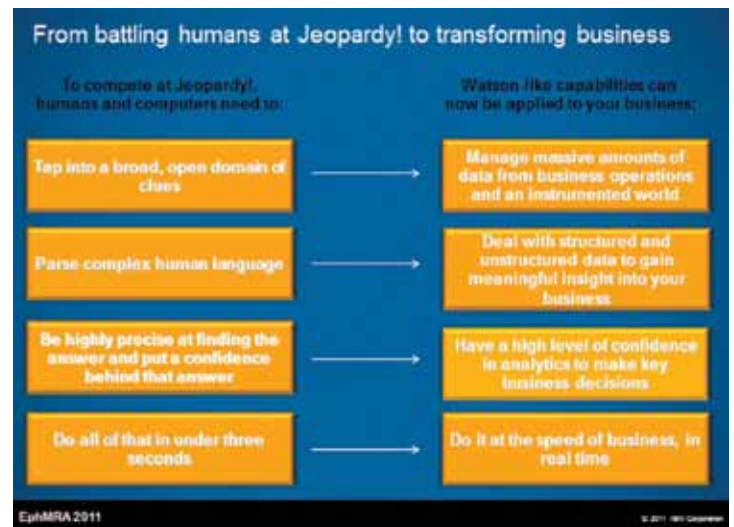 From battling humans at Jeopardy! to transforming business
To compete at Jeopardy!,
humans and computers need to:
Watson-like capabilities can
now be applied to your business:
Tap into a broad, open domain of
clues
Manage massive amounts of
data from business operations
and an instrumented world
Parse complex human language
Deal with structured and
unstructured data to gain
meaningful insight into your
business
Be highly precise at finding the
answer and put a confidence
behind that answer
Have a high level of confidence
in analytics to make key
business decisions
Do all of that in under three
seconds
Do it at the speed of business, in
real time
EphMRA 2011
© 2011 IBM Corporation